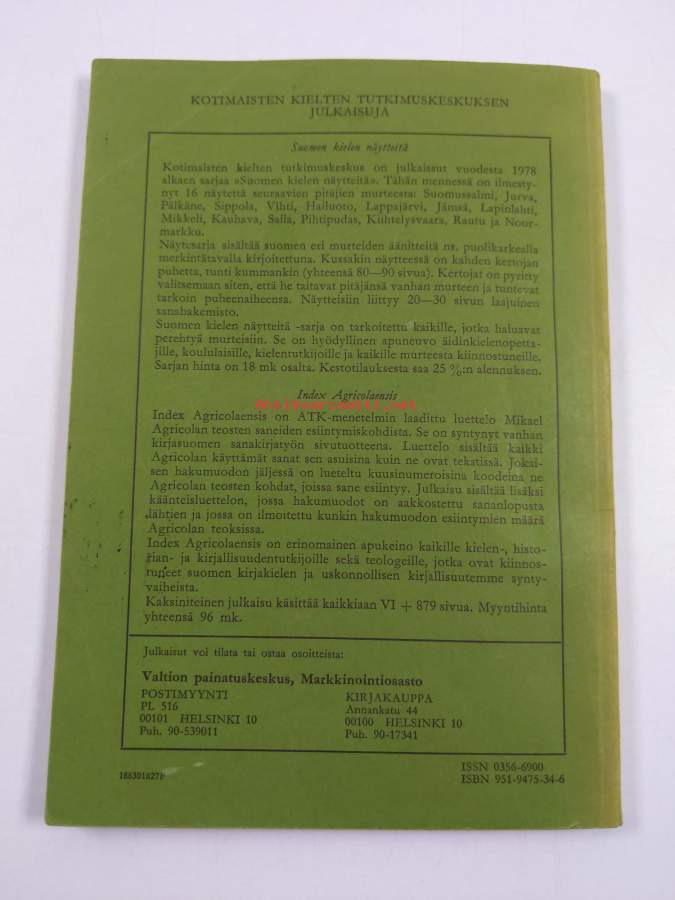 KOTIMAISTEN KIELTEN TUTKIMUSKESKUKSEN
JULKAISUJA
Suomen kielen näytteitä
Kotimaisten kielten tutkimuskeskus on julkaissut vuodesta 1978
alkaen sarjaa »Suomen kielen näytteitä». Tähän mennessä on ilmesty-
nyt 16 näytettä seuraavien pitäjien murteesta: Suomussalmi, Jurva,
Pälkäne, Sippola, Vihti, Hailuoto, Lappajärvi, Jämsä, Lapinlahti,
Mikkeli, Kauhava, Salla, Pihtipudas, Kiihtelysvaara, Rautu ja Noor-
markku.
Näytesarja sisältää suomen eri murteiden äänitteitä ns. puolikarkealla
merkintätavalla kirjoitettuna. Kussakin näytteessä on kahden kertojan
puhetta, tunti kummankin (yhteensä 80—90 sivua). Kertojat on pyritty
valitsemaan siten, että he taitavat pitäjänsä vanhan murteen ja tuntevat
tarkoin puheenaiheensa. Näytteisiin liittyy 20—30 sivun laajuinen
sanahakemisto.
Suomen kielen näytteitä -sarja on tarkoitettu kaikille, jotka haluavat
perehtyä murteisiin. Se on hyödyllinen apuneuvo äidinkielenopetta-
jille, koululaisille, kielentutkijoille ja kaikille murteesta kiinnostuneille.
Sarjan hinta on 18 mk osalta. Kestotilauksesta saa 25 %:n alennuksen.
Index Agricolaensis
Antikvariaatti.net
Index Agricolaensis on ATK-menetelmin laadittu luettelo Mikael
Agricolan teosten saneiden esiintymiskohdista. Se on syntynyt vanhan
kirjasuomen sanakirjatyön sivutuotteena. Luettelo sisältää kaikki
Agricolan käyttämät sanat sen asuisina kuin ne ovat tekstissä. Jokai-
sen hakumuodon jäljessä on lueteltu kuusinumeroisina koodeina ne
Agricolan teosten kohdat, joissa sane esiintyy. Julkaisu sisältää lisäksi
käänteisluettelon, jossa hakumuodot on aakkostettu sananlopusta
lähtien ja jossa on ilmoitettu kunkin hakumuodon esiintymien määrä
Agricolan teoksissa.
Index Agricolaensis on erinomainen apukeino kaikille kielen-, histo-
rian- ja kirjallisuudentutkijoille sekä teologeille, jotka ovat kiinnos-
tuneet suomen kirjakielen ja uskonnollisen kirjallisuutemme synty-
vaiheista.
Kaksiniteinen julkaisu käsittää kaikkiaan VI + 879 sivua. Myyntihinta
yhteensä 96 mk.
Julkaisut voi tilata tai ostaa osoitteista:
Valtion painatuskeskus, Markkinointiosasto
POSTIMYYNTI
PL 516
00101 HELSINKI 10
Puh. 90-539011
KIRJAKAUPPA
Annankatu 44
00100 HELSINKI 10
Puh. 90-17341
ISSN 0356-6900
ISBN 951-9475-34-6